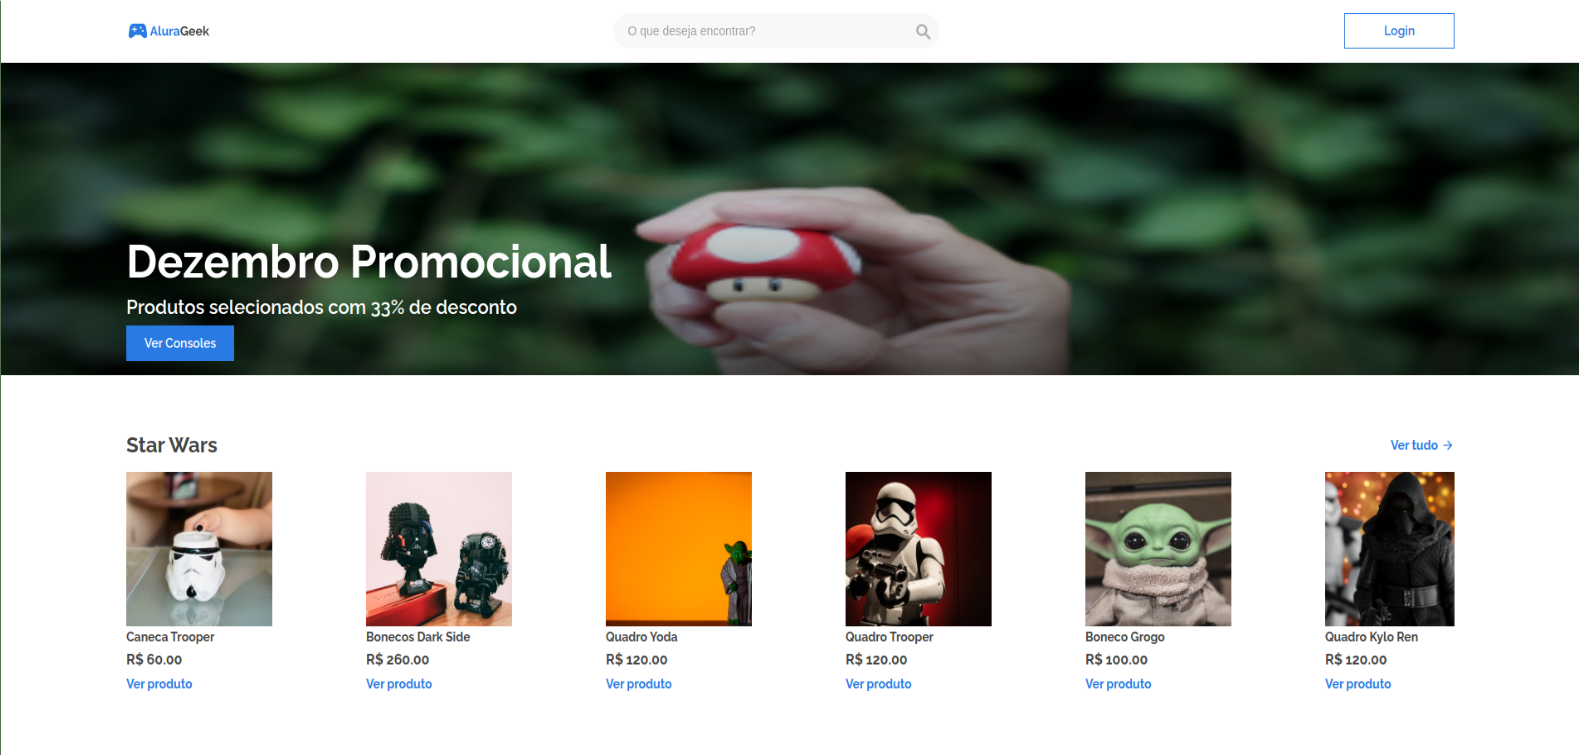 AluraGeek
O que deseja encontrar?
Login
Dezembro Promocional
Produtos selecionados com 33% de desconto
Ver Consoles
Star Wars
Ver tudo →
Caneca Trooper
R$ 60.00
Ver produto
Bonecos Dark Side
R$ 260.00
Ver produto
Quadro Yoda
R$ 120.00
Ver produto
Quadro Trooper
R$ 120.00
Ver produto
Boneco Grogo
R$ 100.00
Ver produto
Quadro Kylo Ren
R$ 120.00
Ver produto